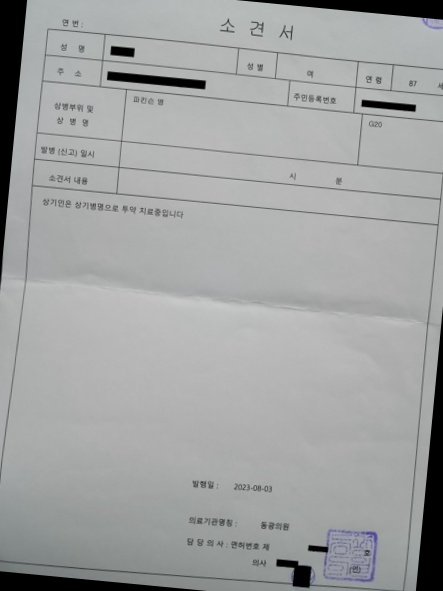 소 견 서
연 번 :
성 명
성 별 여
연 령 87 세
주 소
주민등록번호
상병부위 및
상 병 명
파킨슨 병
G20
발병 (신고) 일시
시 분
소견서 내용
상기인은 상기병명으로 투약 치료중입니다
발행일 : 2023-08-03
의료기관명칭 : 동광의원
담 당 의 사 : 면허번호 제 호
의사 (인)